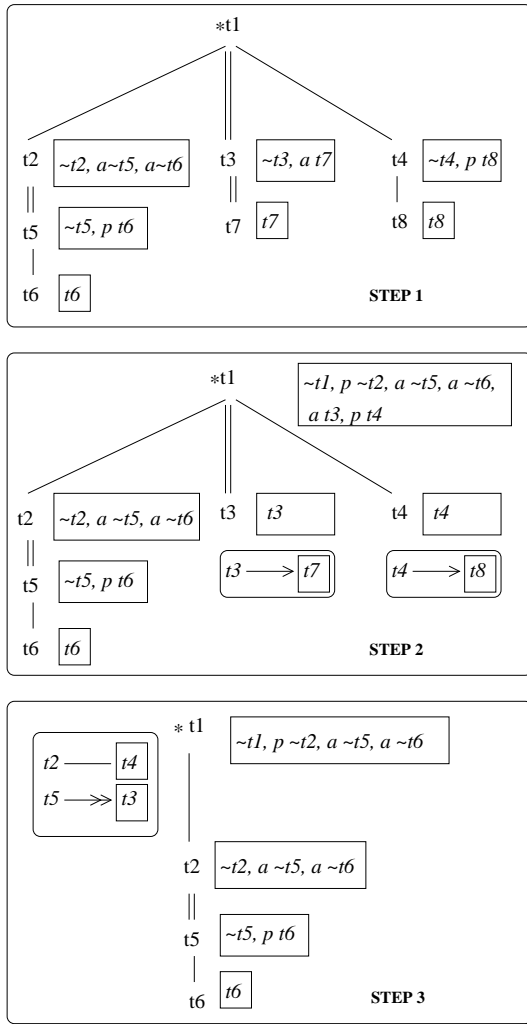 *t1
t2 ~t2, a~t5, a~t6 t3 ~t3, a t7 t4 ~t4, p t8
t5 ~t5, p t6 t7 t7 t8 t8
t6 t6 STEP 1
*t1 ~t1, p ~t2, a ~t5, a ~t6,
a t3, p t4
t2 ~t2, a ~t5, a ~t6 t3 t3 t4 t4
t5 ~t5, p t6 t3 t7 t4 t8
t6 t6 STEP 2
* t1 ~t1, p ~t2, a ~t5, a ~t6
t2 t4
t5 t3
t2 ~t2, a ~t5, a ~t6
t5 ~t5, p t6
t6 t6 STEP 3